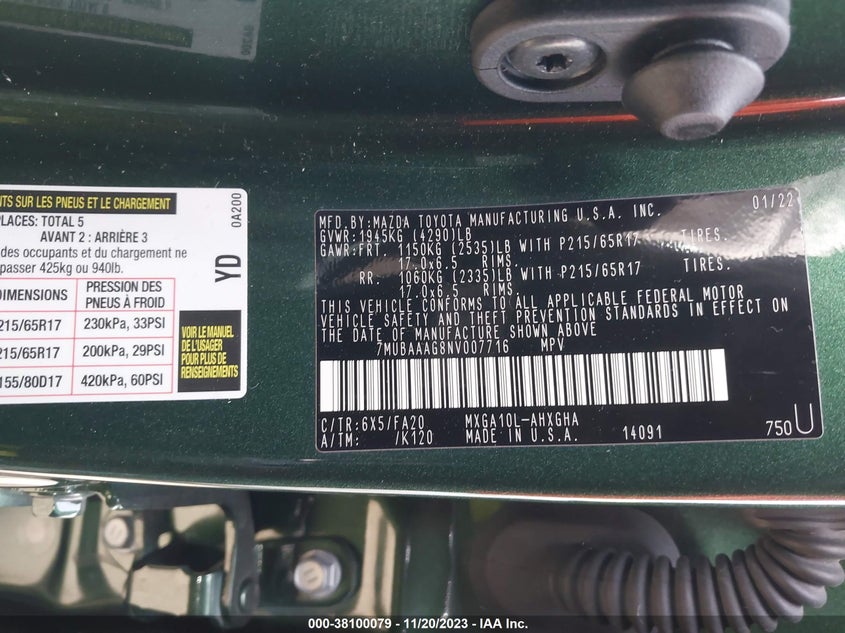 NTS SUR LES PNEUS ET LE CHARGEMENT
PLACES: TOTAL 5
AVANT 2 : ARRIÈRE 3
des occupants et du chargement ne
passer 425kg ou 940lb.
DIMENSIONS PRESSION DES PNEUS À FROID
215/65R17 230kPa, 33PSI
215/65R17 200kPa, 29PSI
155/80D17 420kPa, 60PSI
VOIR LE MANUEL
DE L'USAGER
POUR PLUS DE
RENSEIGNEMENTS
YD
0A200
MFD. BY:MAZDA TOYOTA MANUFACTURING U.S.A. INC. 01/22
GVWR:1945KG (4290)LB
GAWR:FRT. 1150KG (2535)LB WITH P215/65R17 TIRES.
17.0x6.5 RIMS.
RR. 1060KG (2335)LB WITH P215/65R17 TIRES.
17.0x6.5 RIMS.
THIS VEHICLE CONFORMS TO ALL APPLICABLE FEDERAL MOTOR
VEHICLE SAFETY AND THEFT PREVENTION STANDARDS IN EFFECT ON
THE DATE OF MANUFACTURE SHOWN ABOVE
7MUBAAAG8NV007716 MPV
C/TR:6X5/FA20 MXGA10L-AHXGHA
A/TM: /K120 MADE IN U.S.A. 14091 750U
000-38100079 - 11/20/2023 - IAA Inc.